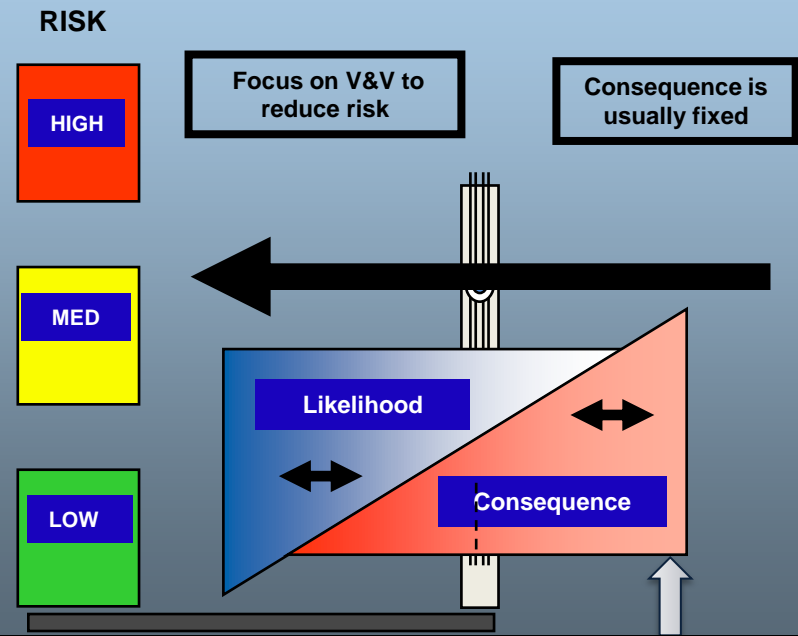 RISK
HIGH
Focus on V&V to
reduce risk
Consequence is
usually fixed
MED
Likelihood
Consequence
LOW